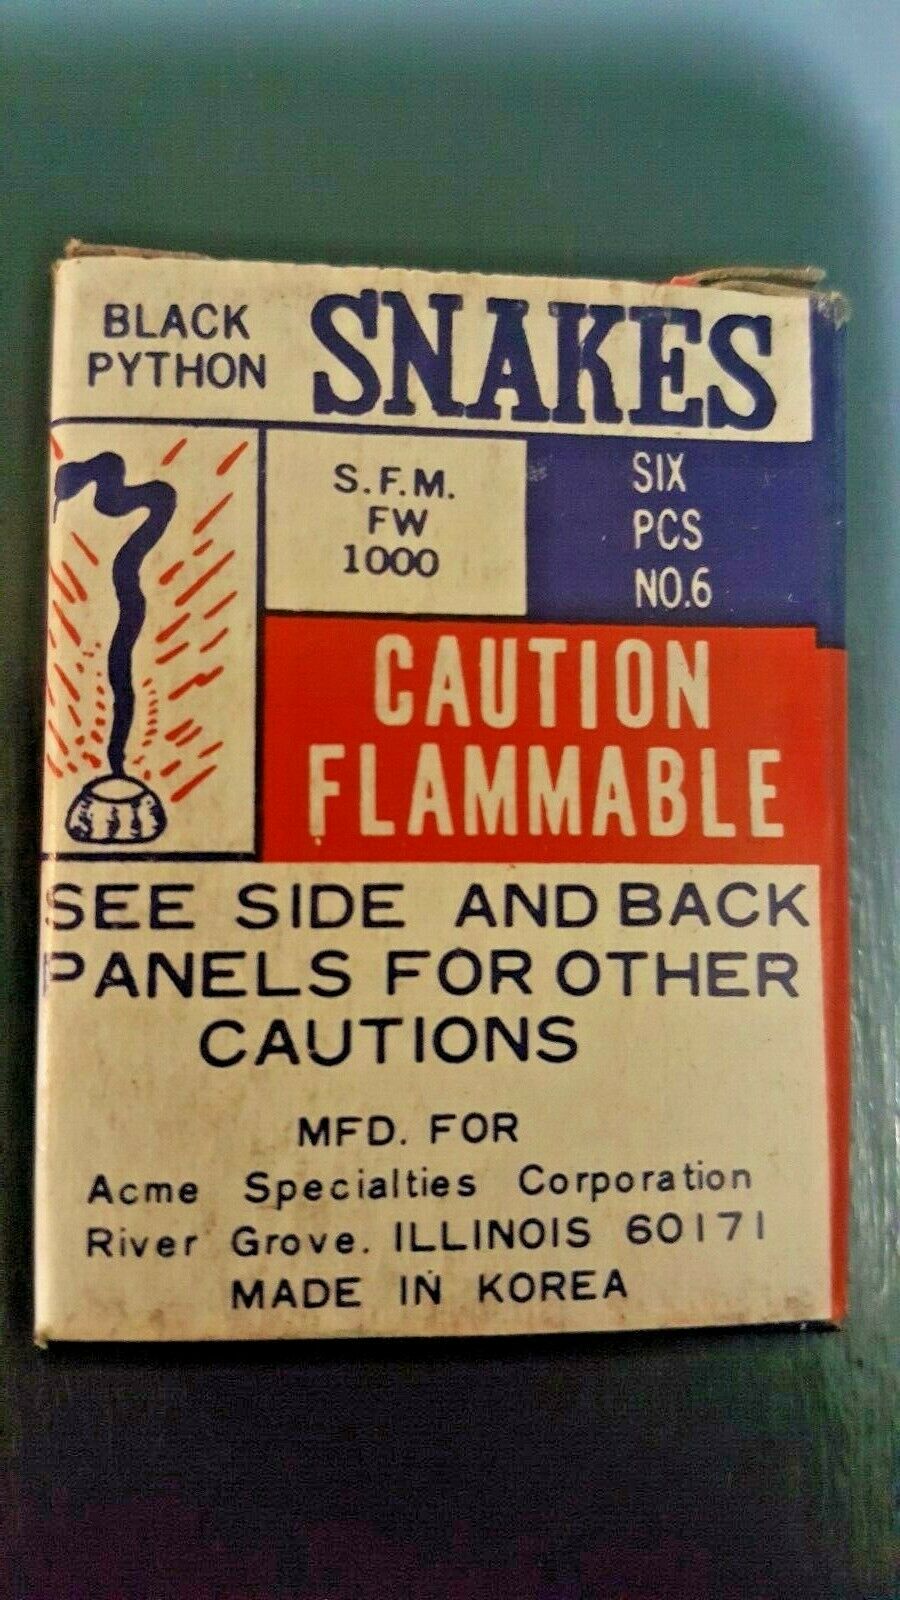 BLACK
PYTHON
SNAKES
S.F.M.
FW
1000
SIX
PCS
NO.6
CAUTION
FLAMMABLE
SEE SIDE AND BACK
PANELS FOR OTHER
CAUTIONS
MFD. FOR
Acme Specialties Corporation
River Grove. ILLINOIS 60171
MADE IN KOREA